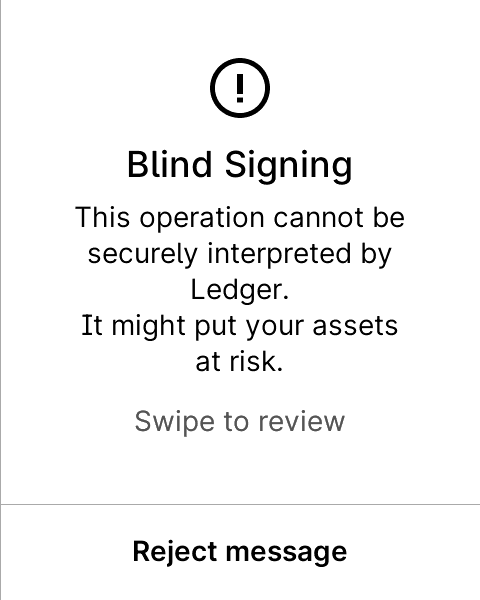 Blind Signing
This operation cannot be
securely interpreted by
Ledger.
It might put your assets
at risk.
Swipe to review
Reject message